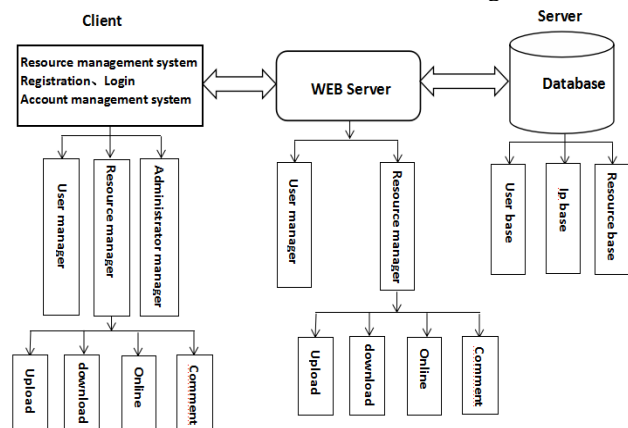 Client
Server
Resource management system
Registration、Login
Account management system
WEB Server
Database
User manager
Resource manager
Administrator manager
User manager
Resource manager
User base
Ip base
Resource base
Upload
download
Online
Comment
Upload
download
Online
Comment